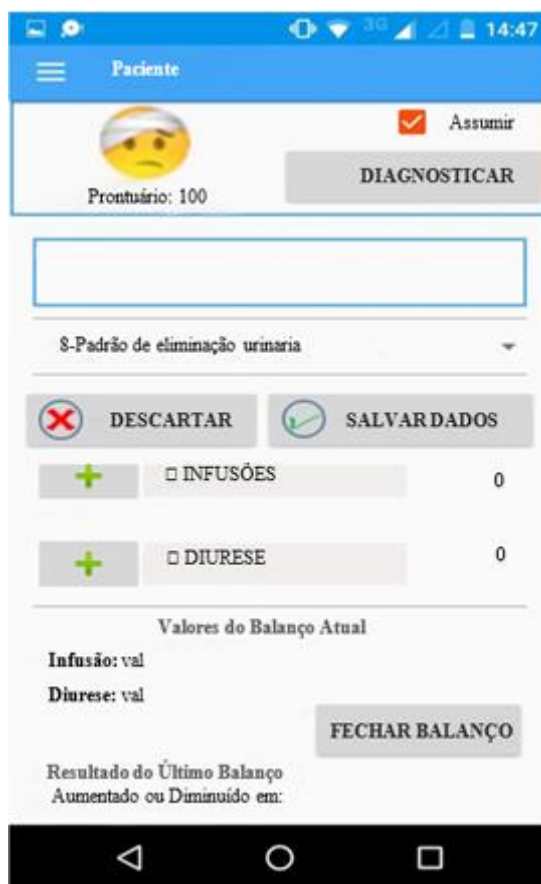 3G 14:47
Paciente
Assumir
DIAGNOSTICAR
Prontuário: 100
8-Padrão de eliminação urinaria
DESCARTAR
SALVAR DADOS
□ INFUSÕES 0
□ DIURESE 0
Valores do Balanço Atual
Infusão: val
Diurese: val
FECHAR BALANÇO
Resultado do Último Balanço
Aumentado ou Diminuído em: